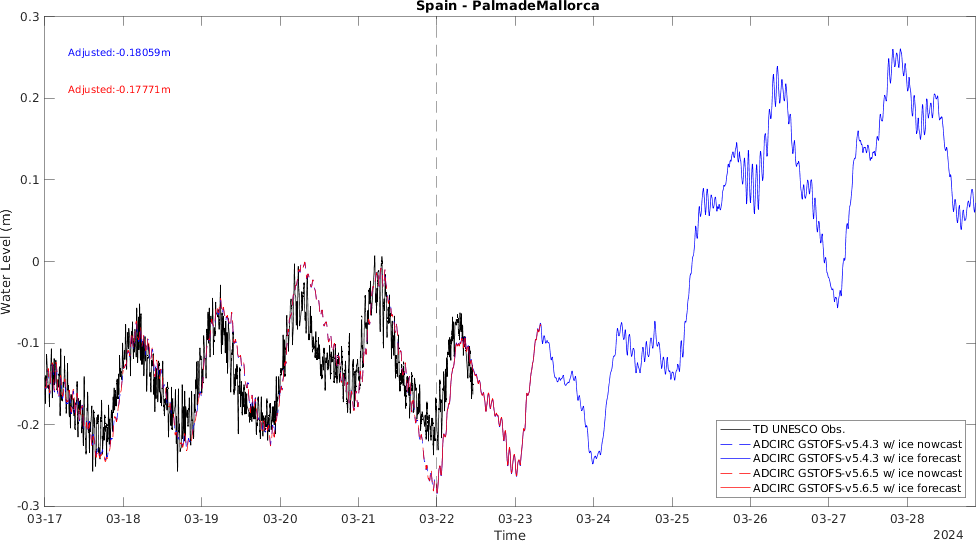 Spain - PalmadeMallorca
Adjusted:-0.18059m
Adjusted:-0.17771m
Water Level (m)
0.3
0.2
0.1
0
-0.1
-0.2
-0.3
TD UNESCO Obs.
ADCIRC GSTOFS-v5.4.3 w/ ice nowcast
ADCIRC GSTOFS-v5.4.3 w/ ice forecast
ADCIRC GSTOFS-v5.6.5 w/ ice nowcast
ADCIRC GSTOFS-v5.6.5 w/ ice forecast
03-17 03-18 03-19 03-20 03-21 03-22 03-23 03-24 03-25 03-26 03-27 03-28
Time
2024